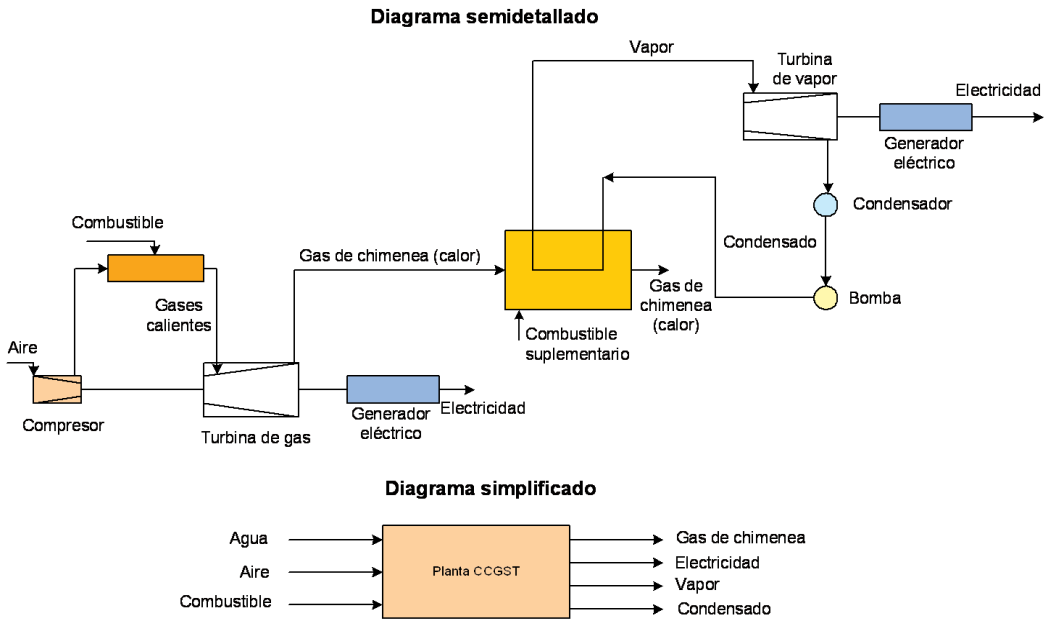 Diagrama semidetallado
Vapor
Turbina
de vapor
Electricidad
Generador
eléctrico
Condensador
Condensado
Bomba
Combustible
Gas de chimenea (calor)
Gases
calientes
Gas de
chimenea
(calor)
Combustible
suplementario
Aire
Compresor
Turbina de gas
Generador
eléctrico
Electricidad
Diagrama simplificado
Agua
Aire
Combustible
Planta CCGST
Gas de chimenea
Electricidad
Vapor
Condensado